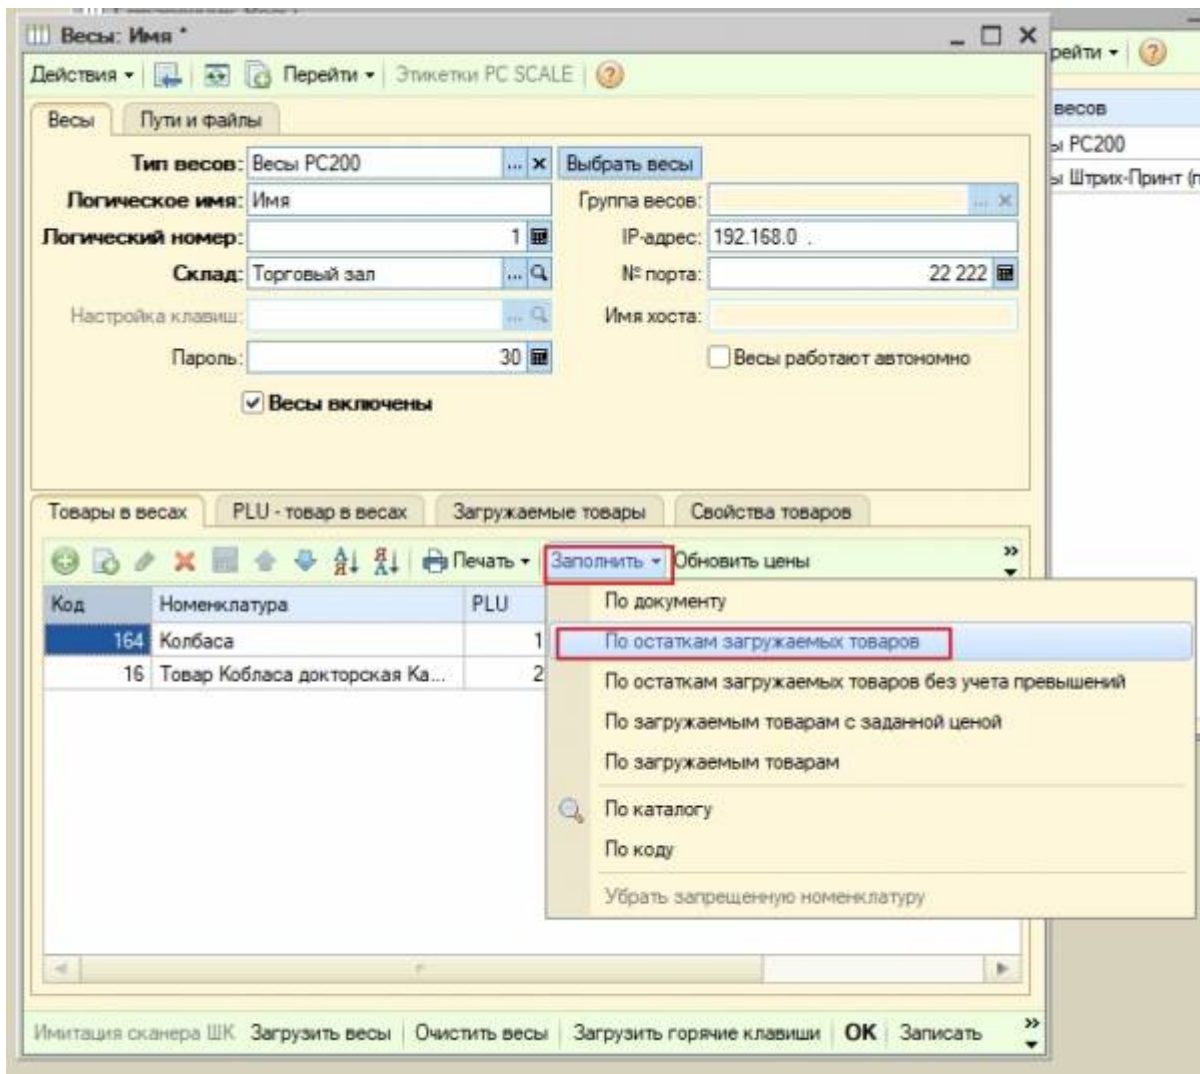 Весы: Имя *
Действия Перейти Этикетки PC SCALE
рейти
Весы Пути и файлы
весов
Тип весов: Весы PC200 ... Выбрать весы
ы PC200
Логическое имя: Имя Группа весов: ...
ы Штрих-Принт (п
Логический номер: 1 IP-адрес: 192.168.0 .
Склад: Торговый зал ... № порта: 22 222
Настройка клавиш: ... Имя хоста:
Пароль: 30 Весы работают автономно
Весы включены
Товары в весах PLU - товар в весах Загружаемые товары Свойства товаров
Печать Заполнить Обновить цены
Код Номенклатура PLU
По документу
164 Колбаса 1
По остаткам загружаемых товаров
16 Товар Кобласа докторская Ка... 2
По остаткам загружаемых товаров без учета превышений
По загружаемым товарам с заданной ценой
По загружаемым товарам
По каталогу
По коду
Убрать запрещенную номенклатуру
Имитация сканера ШК Загрузить весы Очистить весы Загрузить горячие клавиши OK Записать